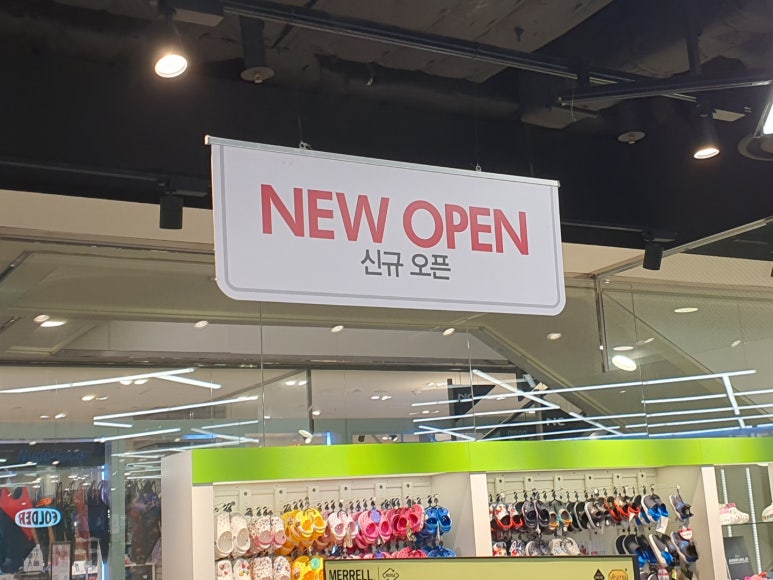 NEW OPEN
신규 오픈
FOLDER
MERRELL